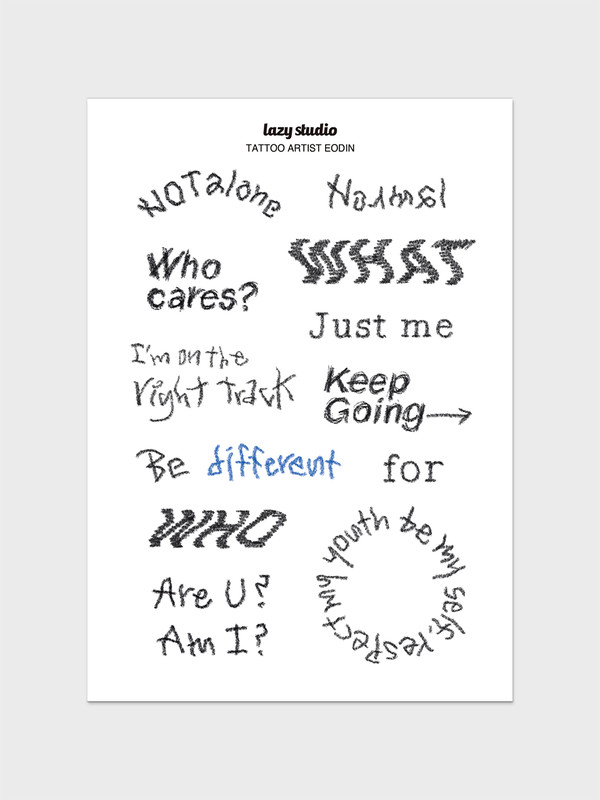 lazy studio
TATTOO ARTIST EODIN
NOTalone
Normal
Who
cares?
WHAT
Just me
I'm on the
right track
Keep
Going→
Be different
for
WHO
be my self, respect my youth
Are U?
Am I?